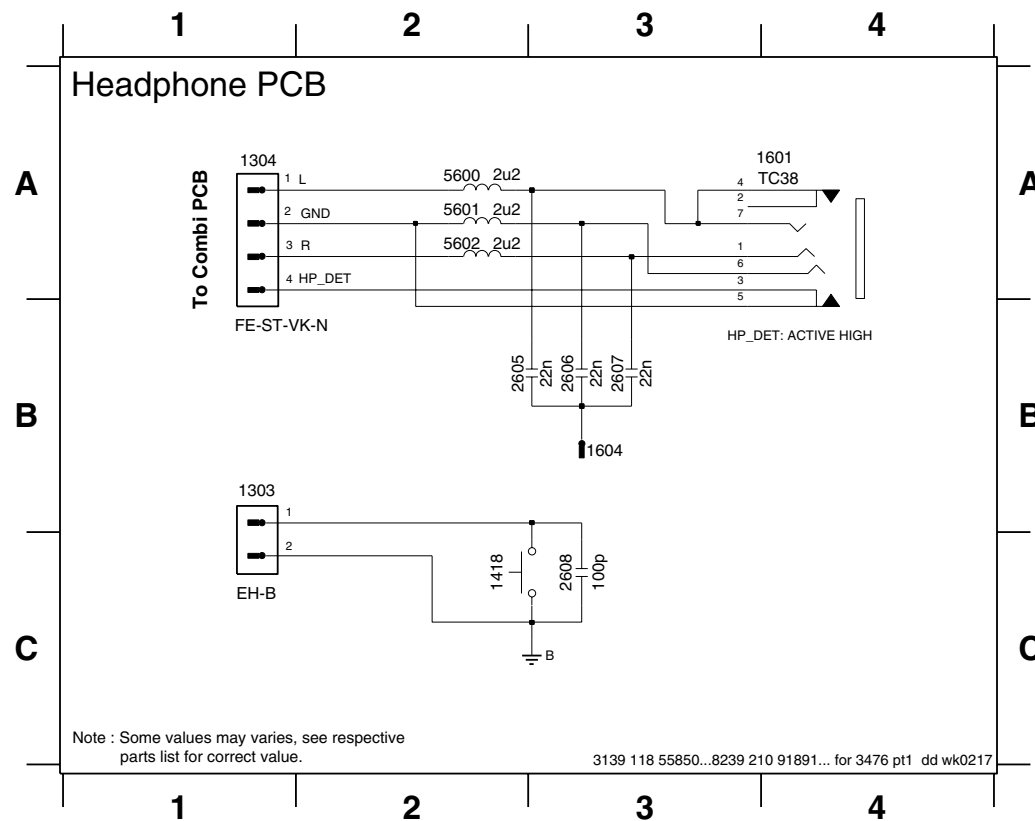 1 2 3 4
Headphone PCB
A A
1304
To Combi PCB
1 L
2 GND
3 R
4 HP_DET
FE-ST-VK-N
5600 2u2
5601 2u2
5602 2u2
1601
TC38
4
2
7
1
6
3
5
HP_DET: ACTIVE HIGH
B B
2605 22n
2606 22n
2607 22n
1604
1303
1
2
EH-B
1418
2608
100p
B
C C
Note : Some values may varies, see respective
parts list for correct value.
3139 118 55850...8239 210 91891... for 3476 pt1 dd wk0217
1 2 3 4